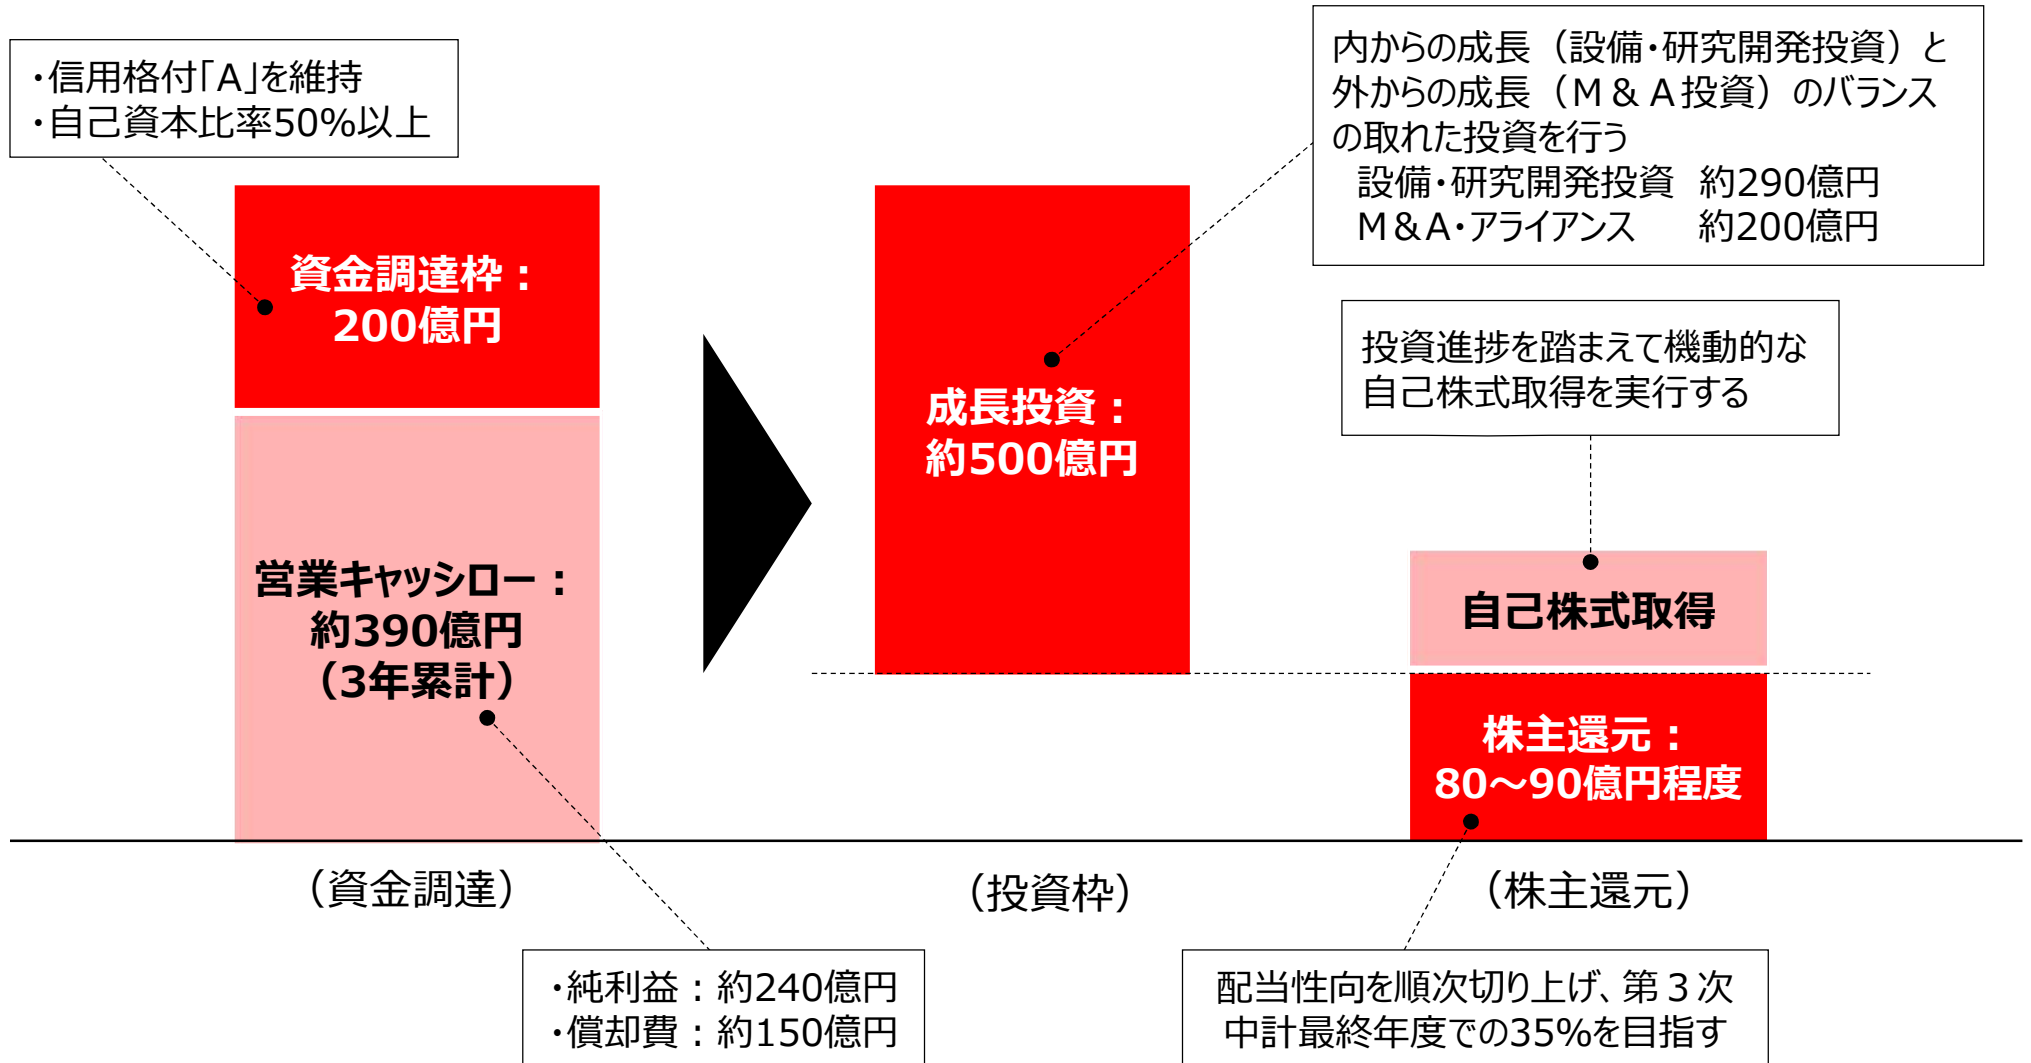 ・信用格付「A」を維持
・自己資本比率50%以上
資金調達枠：
200億円
営業キャッシロー：
約390億円
（3年累計）
成長投資：
約500億円
内からの成長（設備・研究開発投資）と
外からの成長（M＆A投資）のバランス
の取れた投資を行う
設備・研究開発投資 約290億円
M＆A・アライアンス 約200億円
投資進捗を踏まえて機動的な
自己株式取得を実行する
自己株式取得
株主還元：
80～90億円程度
（資金調達）
（投資枠）
（株主還元）
・純利益：約240億円
・償却費：約150億円
配当性向を順次切り上げ、第３次
中計最終年度での35%を目指す